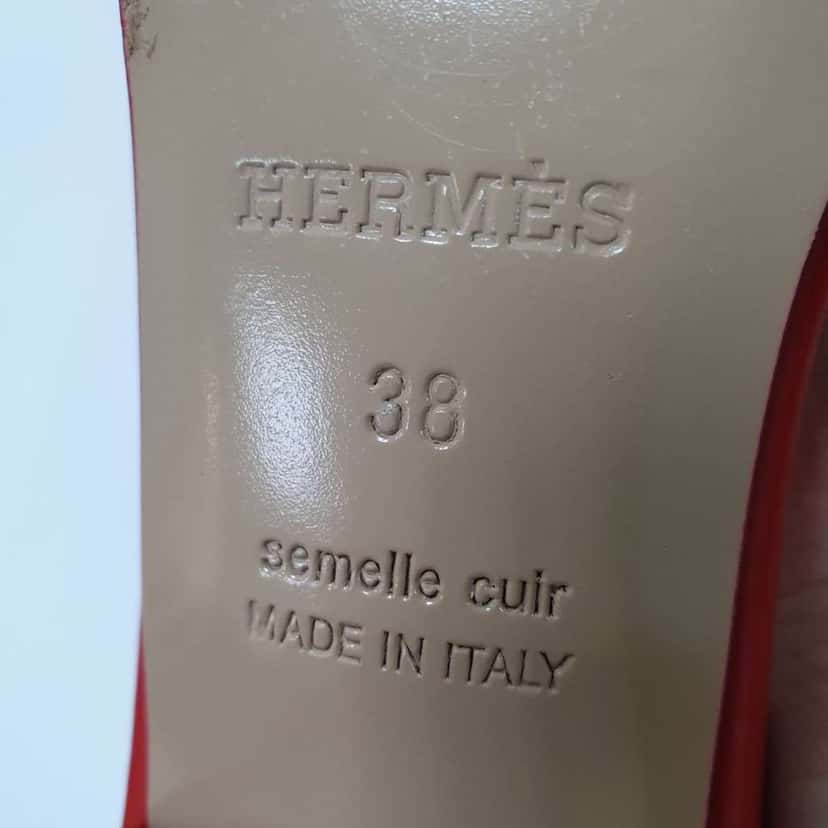 HERMÈS
38
semelle cuir
MADE IN ITALY